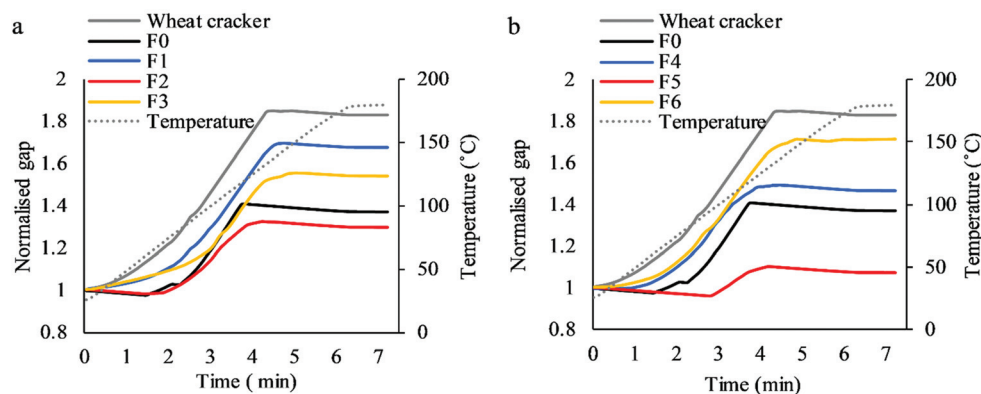 a
Wheat cracker
F0
F1
F2
F3
Temperature
2
1.8
1.6
1.4
1.2
1
0.8
Normalised gap
200
150
100
50
0
Temperature (˚C)
0 1 2 3 4 5 6 7
Time ( min)
b
Wheat cracker
F0
F4
F5
F6
Temperature
2
1.8
1.6
1.4
1.2
1
0.8
Normalised gap
200
150
100
50
0
Temperature (˚C)
0 1 2 3 4 5 6 7
Time (min)